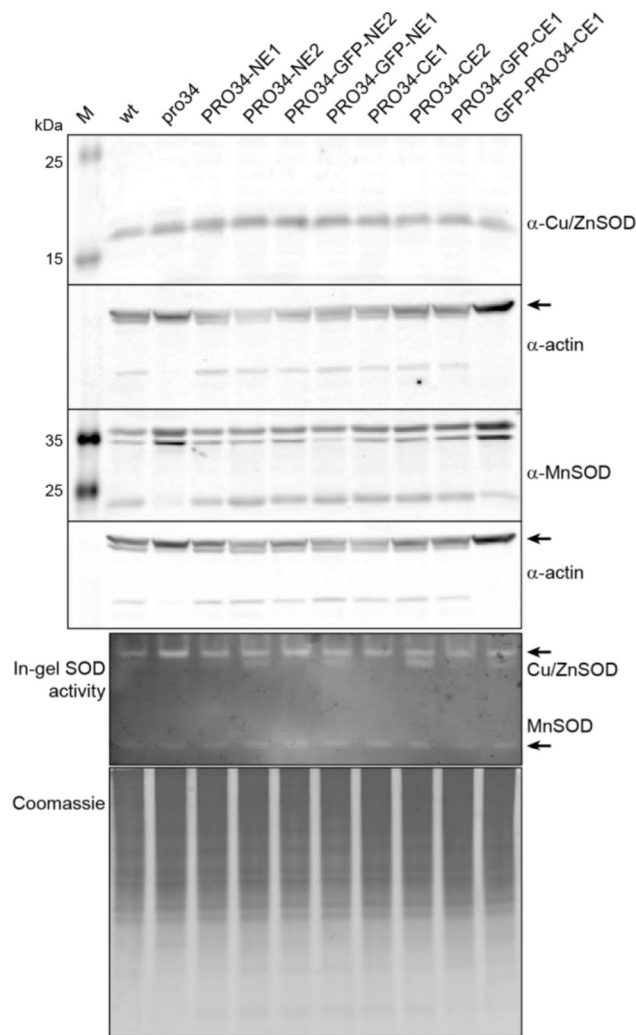 M
wt
pro34
PRO34-NE1
PRO34-NE2
PRO34-GFP-NE2
PRO34-GFP-NE1
PRO34-CE1
PRO34-CE2
PRO34-GFP-CE1
GFP-PRO34-CE1
kDa
25
α-Cu/ZnSOD
15
α-actin
35
25
α-MnSOD
α-actin
In-gel SOD
activity
Cu/ZnSOD
MnSOD
Coomassie